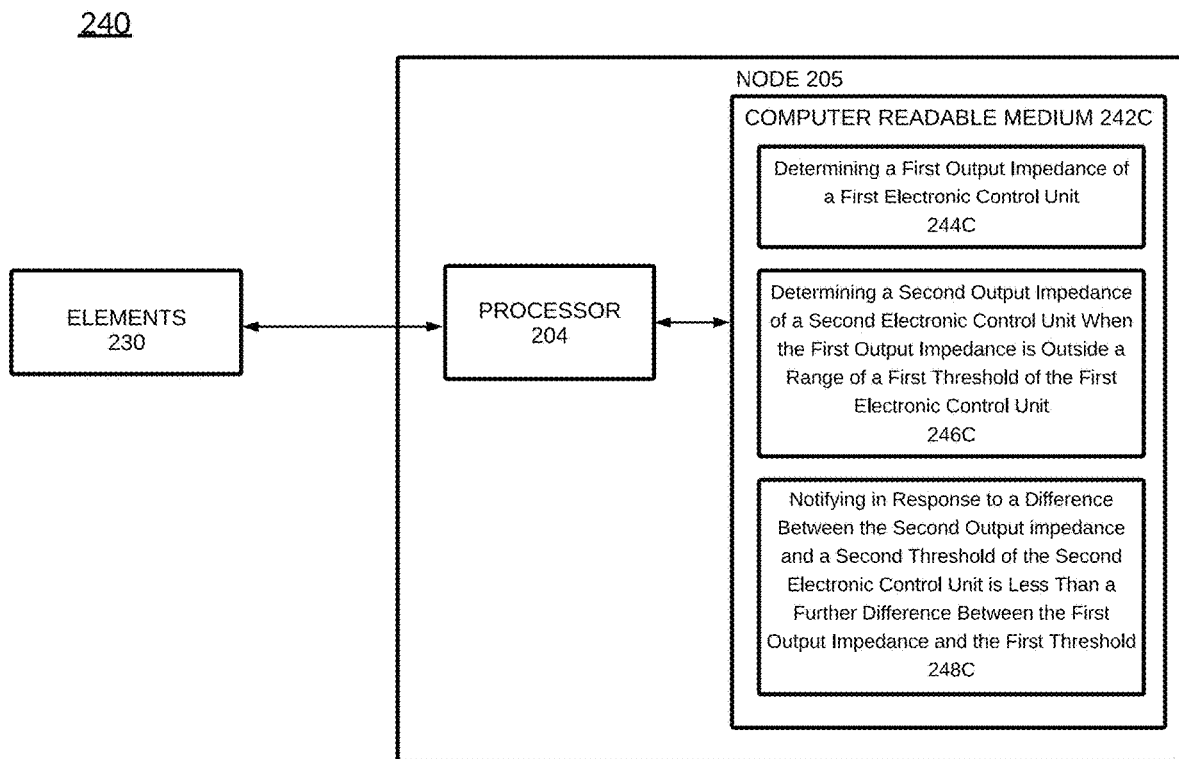 240
NODE 205
COMPUTER READABLE MEDIUM 242C
Determining a First Output Impedance of
a First Electronic Control Unit
244C
ELEMENTS
230
PROCESSOR
204
Determining a Second Output Impedance
of a Second Electronic Control Unit When
the First Output Impedance is Outside a
Range of a First Threshold of the First
Electronic Control Unit
246C
Notifying in Response to a Difference
Between the Second Output impedance
and a Second Threshold of the Second
Electronic Control Unit is Less Than a
Further Difference Between the First
Output Impedance and the First Threshold
248C